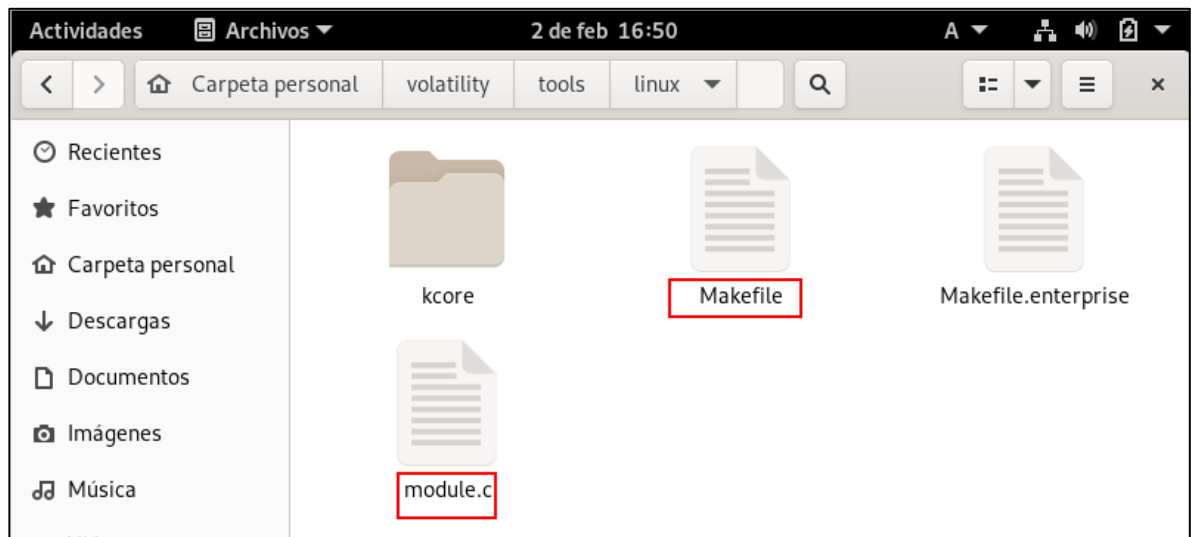 Actividades Archivos 2 de feb 16:50 A
Carpeta personal volatility tools linux
Recientes
Favoritos
Carpeta personal
Descargas
Documentos
Imágenes
Música
kcore
Makefile
Makefile.enterprise
module.c